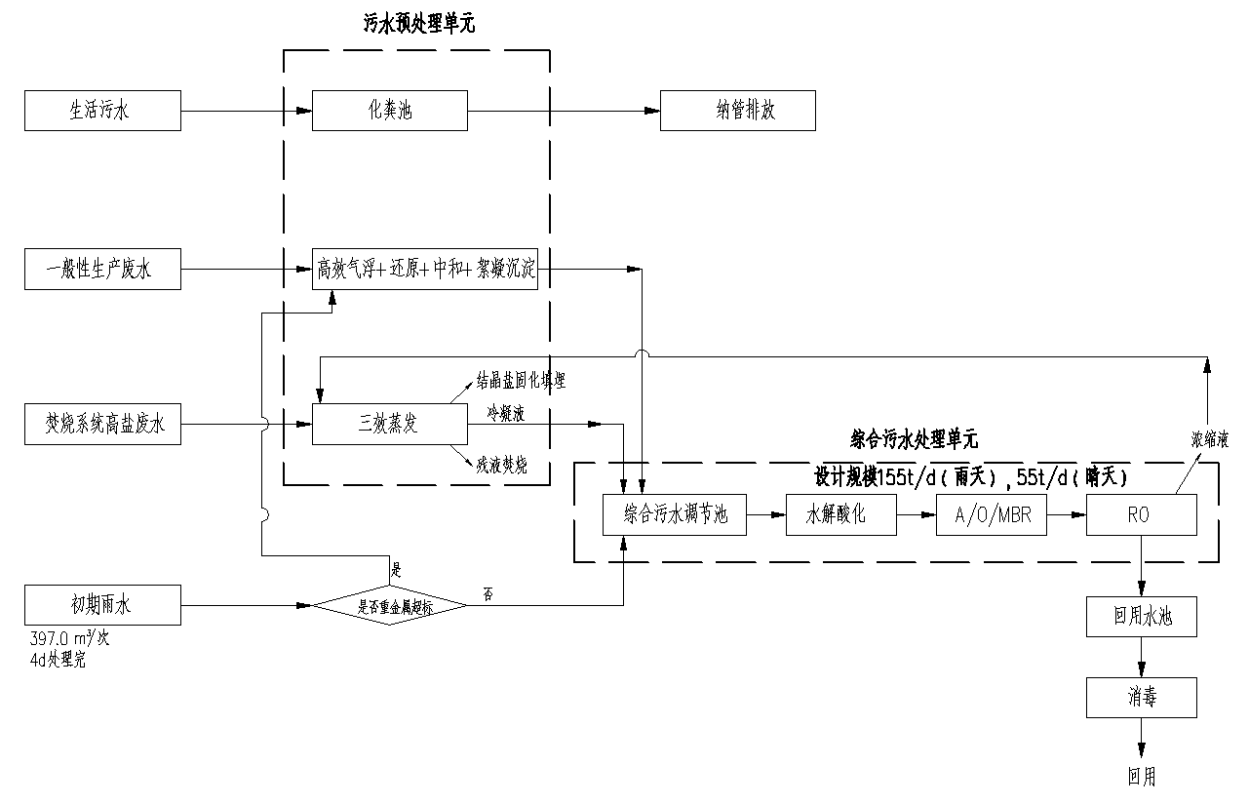 污水预处理单元
生活污水
化粪池
纳管排放
一般性生产废水
高效气浮+还原+中和+絮凝沉淀
结晶盐固化填埋
焚烧系统高盐废水
三效蒸发
冷凝液
残液焚烧
综合污水处理单元
浓缩液
设计规模155t/d(雨天),55t/d(晴天)
综合污水调节池
水解酸化
A/O/MBR
RO
是
初期雨水
是否重金属超标
否
397.0 m³/次
4d处理完
回用水池
消毒
回用